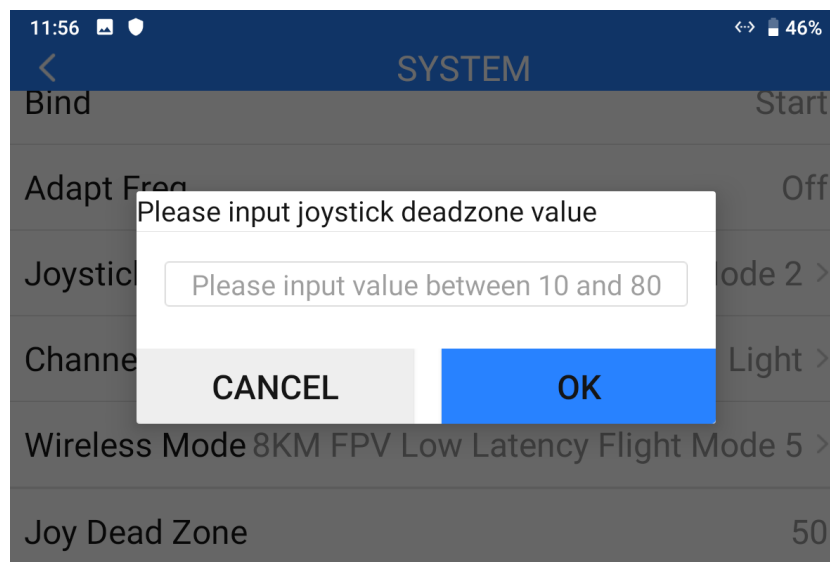 11:56 46%
SYSTEM
Bind Start
Adapt Freq Off
Please input joystick deadzone value
Joystick ode 2
Please input value between 10 and 80
Channe Light
CANCEL OK
Wireless Mode 8KM FPV Low Latency Flight Mode 5
Joy Dead Zone 50